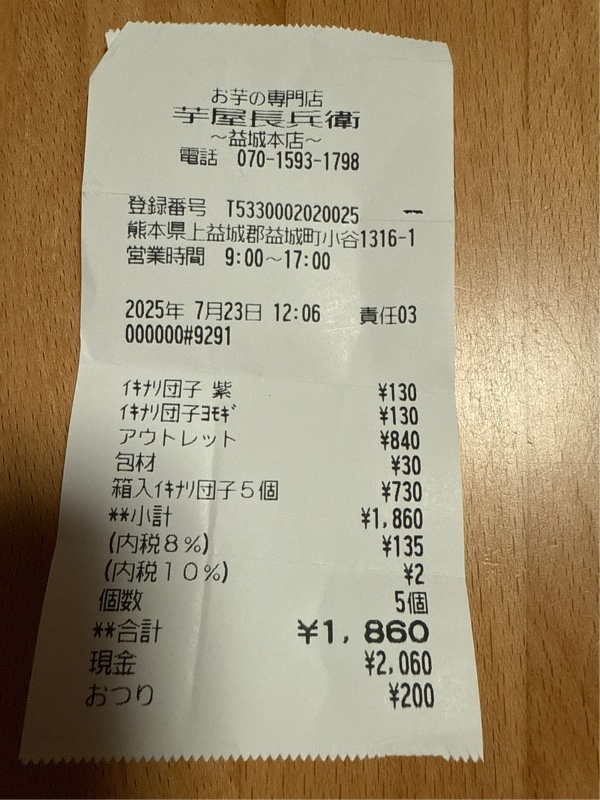 お芋の専門店
芋屋長兵衛
～益城本店～
電話 070-1593-1798
登録番号 T5330002020025
熊本県上益城郡益城町小谷1316-1
営業時間 9:00～17:00
2025年 7月23日 12:06 責任03
000000#9291
ｲｷﾅﾘ団子 紫 ¥130
ｲｷﾅﾘ団子ﾖﾓｷﾞ ¥130
アウトレット ¥840
包材 ¥30
箱入ｲｷﾅﾘ団子５個 ¥730
**小計 ¥1,860
(内税８%) ¥135
(内税１０%) ¥2
個数 5個
**合計 ¥1,860
現金 ¥2,060
おつり ¥200